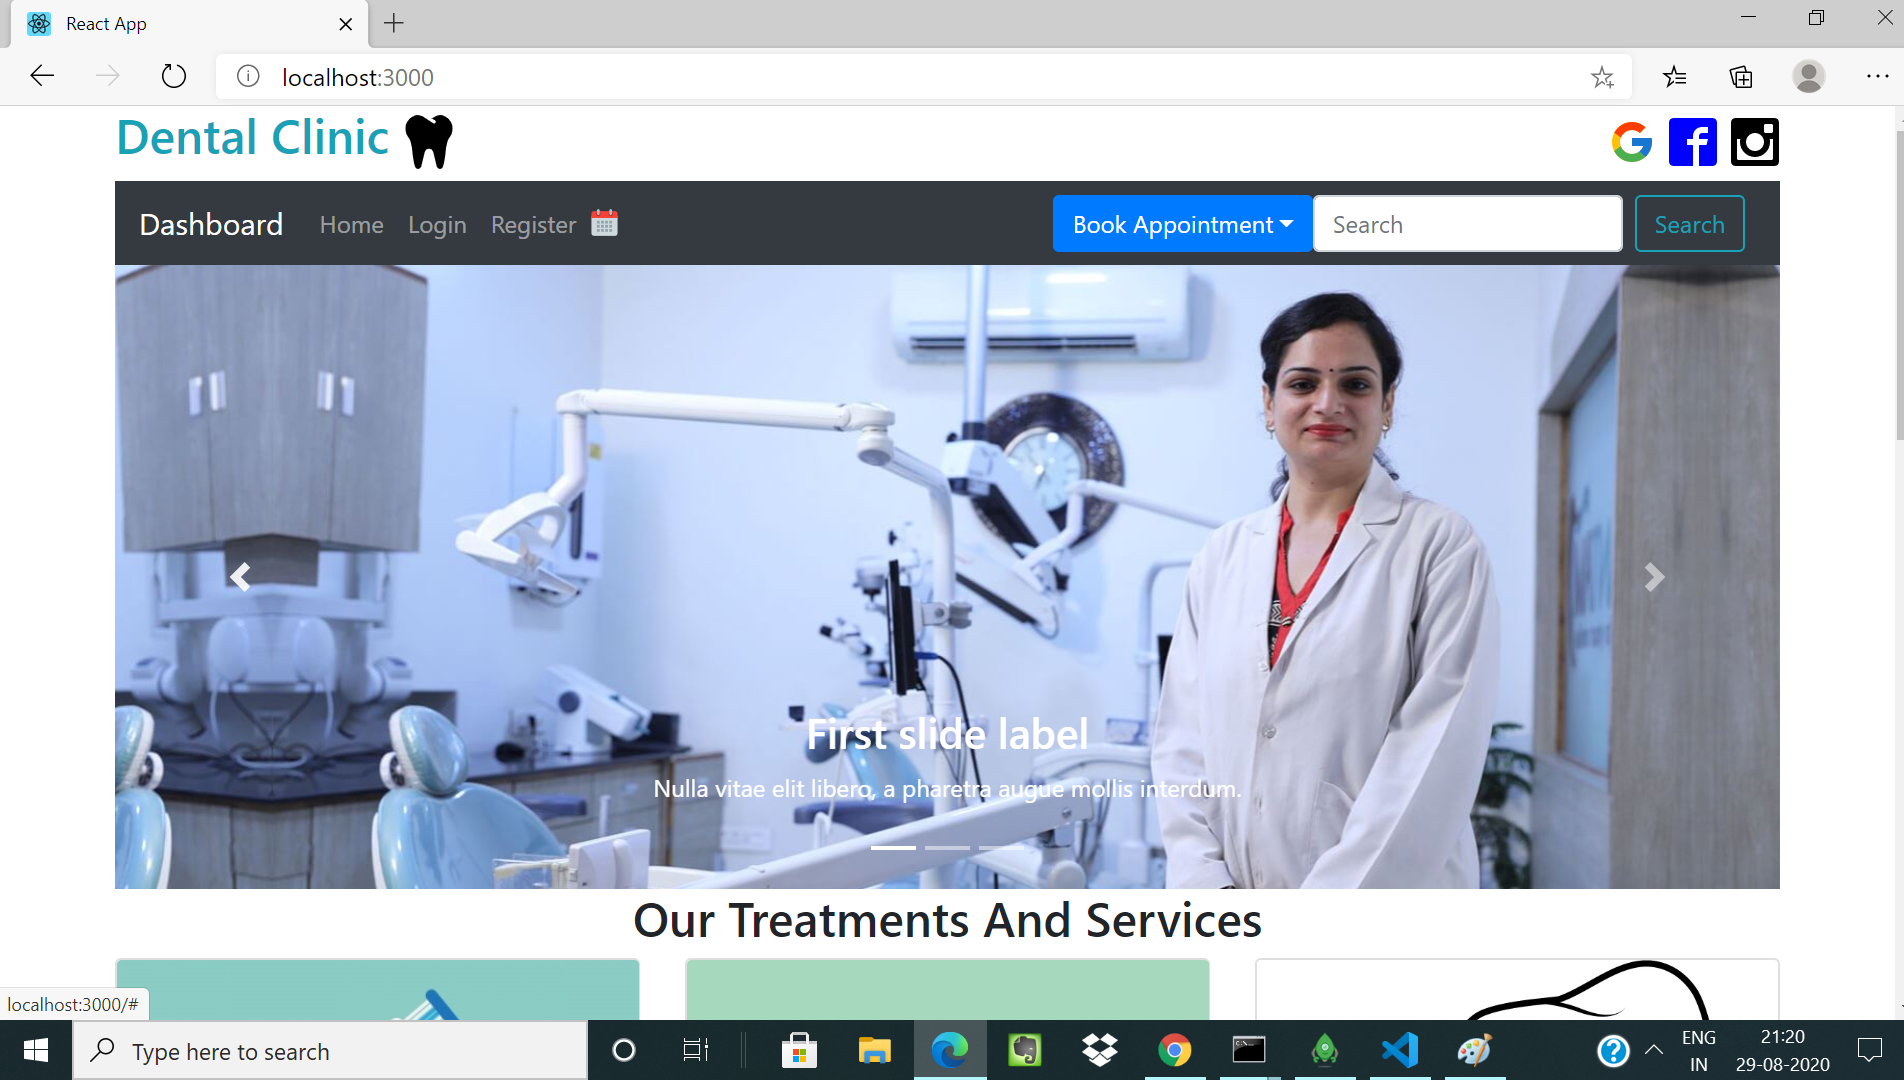 React App
localhost:3000
Dental Clinic
Dashboard Home Login Register Book Appointment Search Search
First slide label
Nulla vitae elit libero, a pharetra augue mollis interdum.
Our Treatments And Services
localhost:3000/#
Type here to search
ENG
IN
21:20
29-08-2020